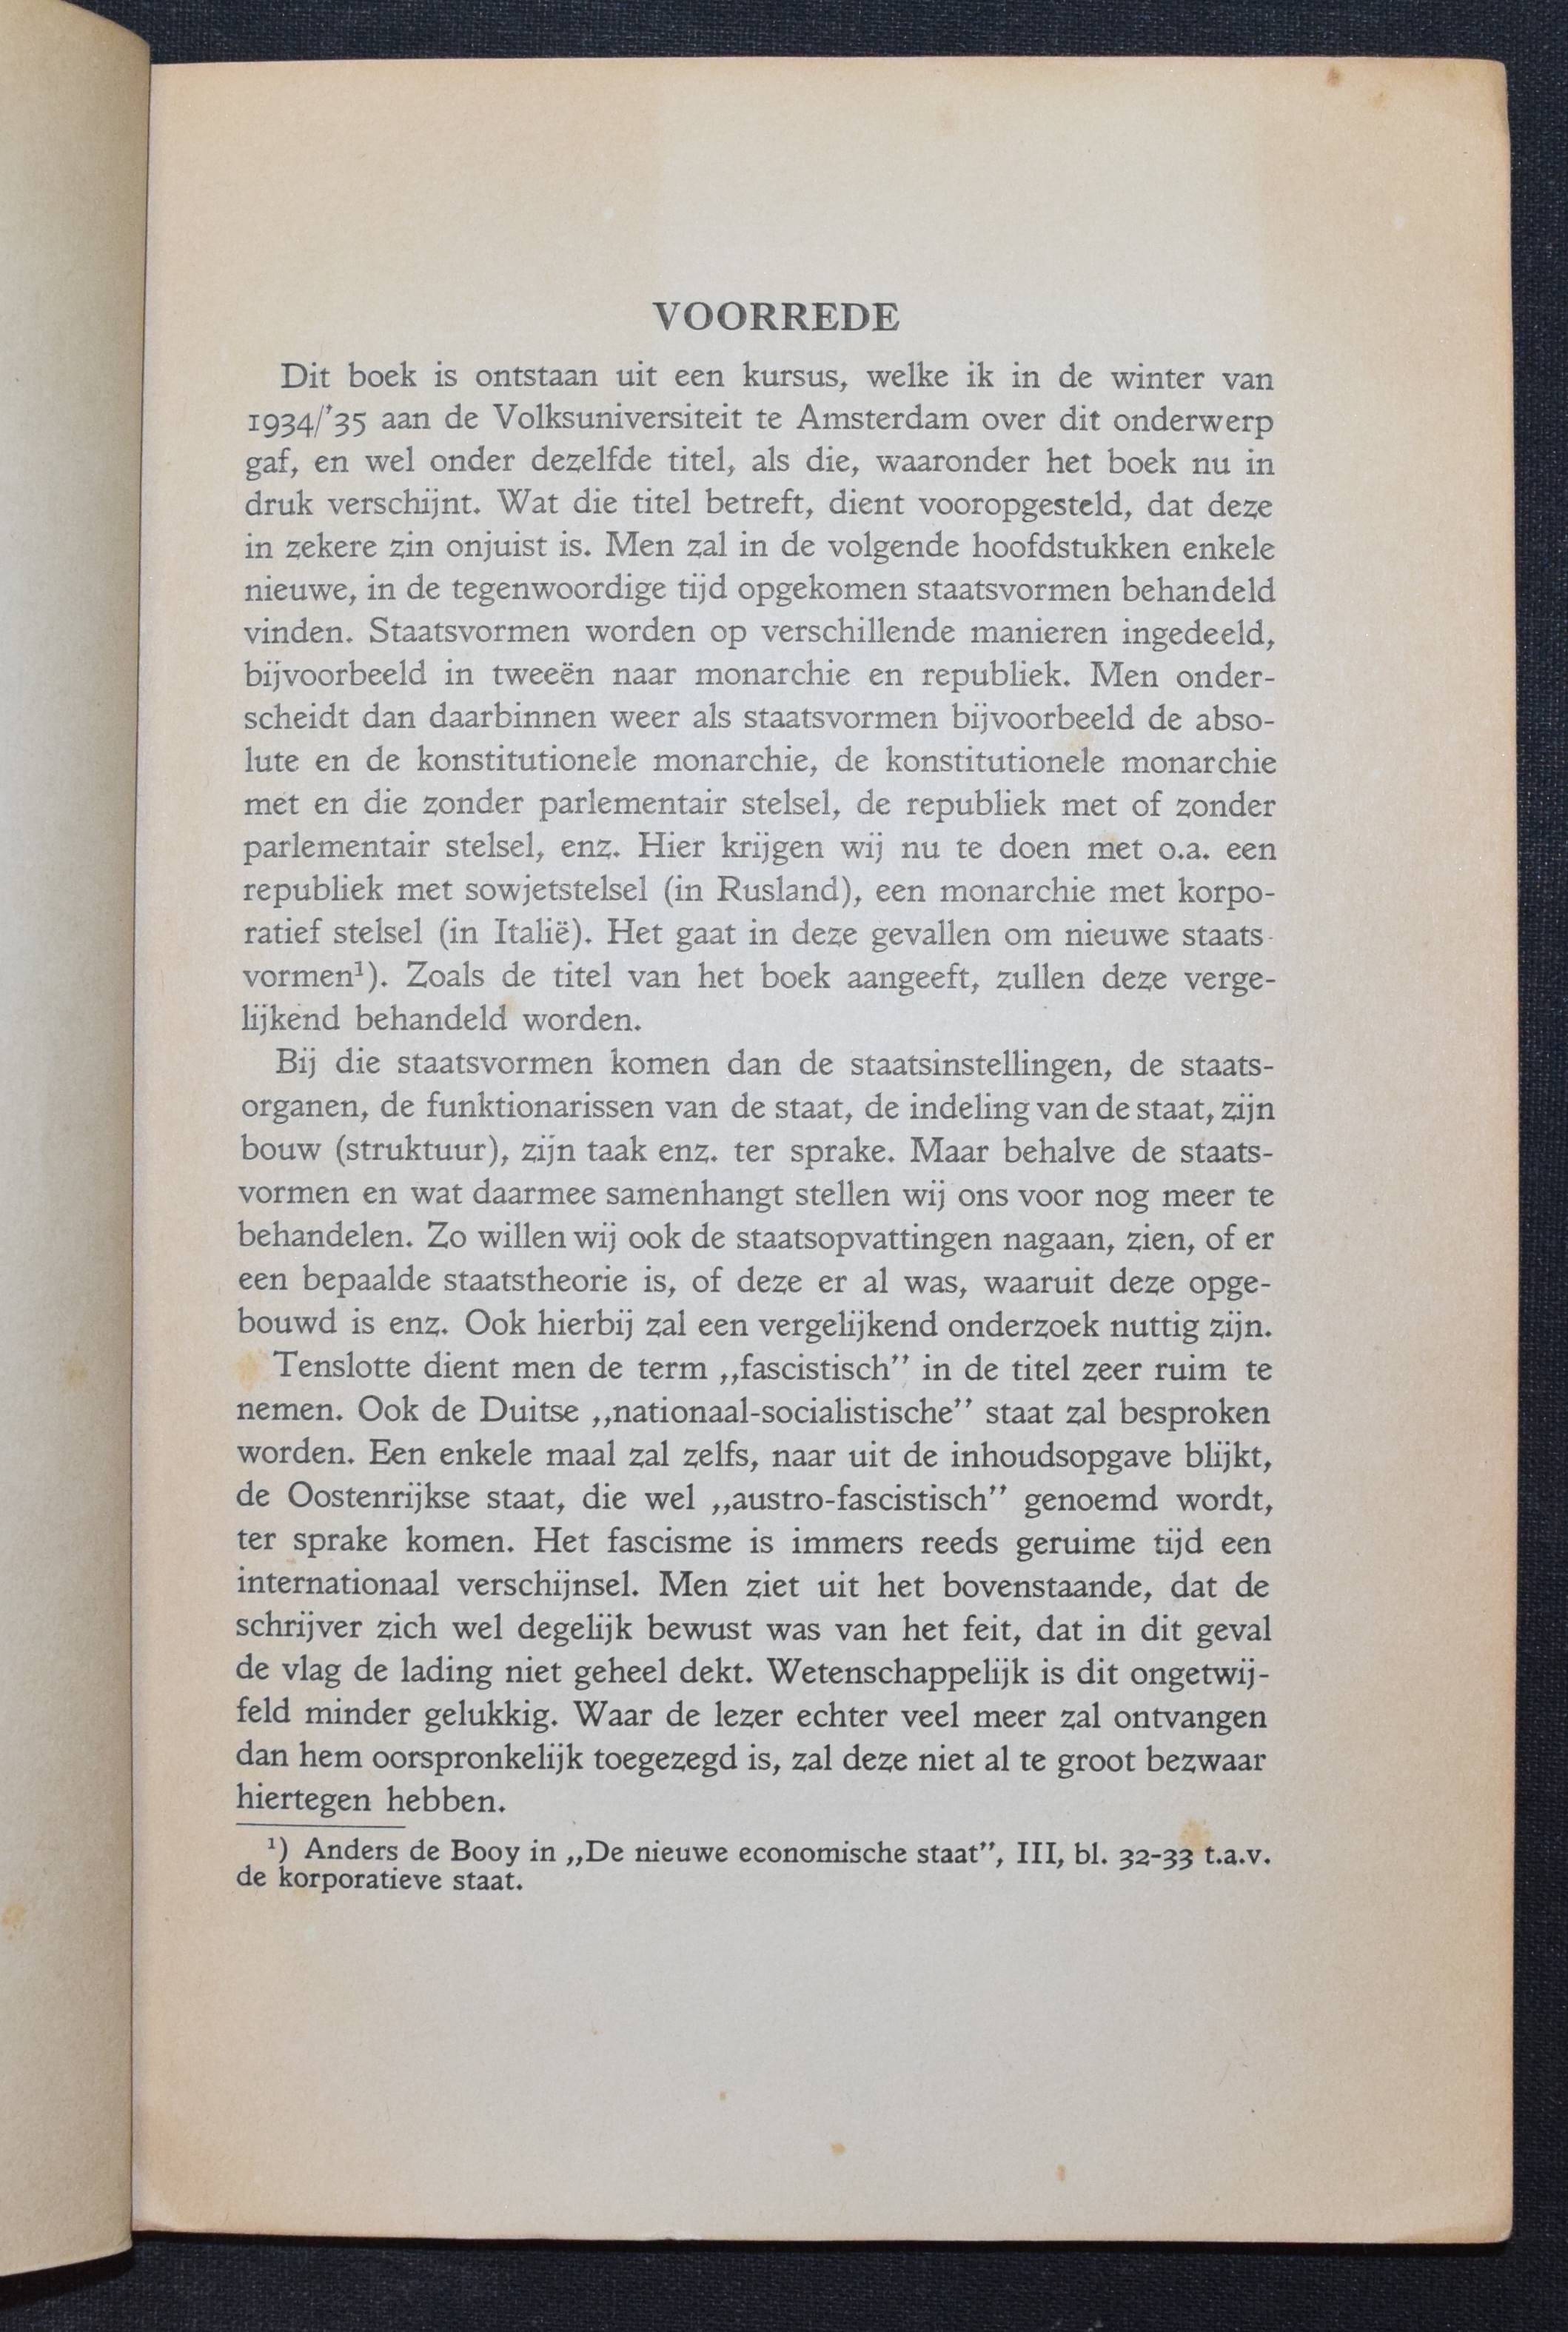 VOORREDE
Dit boek is ontstaan uit een kursus, welke ik in de winter van
1934/'35 aan de Volksuniversiteit te Amsterdam over dit onderwerp
gaf, en wel onder dezelfde titel, als die, waaronder het boek nu in
druk verschijnt. Wat die titel betreft, dient vooropgesteld, dat deze
in zekere zin onjuist is. Men zal in de volgende hoofdstukken enkele
nieuwe, in de tegenwoordige tijd opgekomen staatsvormen behandeld
vinden. Staatsvormen worden op verschillende manieren ingedeeld,
bijvoorbeeld in tweeën naar monarchie en republiek. Men onder-
scheidt dan daarbinnen weer als staatsvormen bijvoorbeeld de abso-
lute en de konstitutionele monarchie, de konstitutionele monarchie
met en die zonder parlementair stelsel, de republiek met of zonder
parlementair stelsel, enz. Hier krijgen wij nu te doen met o.a. een
republiek met sowjetstelsel (in Rusland), een monarchie met korpo-
ratief stelsel (in Italië). Het gaat in deze gevallen om nieuwe staats-
vormen¹). Zoals de titel van het boek aangeeft, zullen deze verge-
lijkend behandeld worden.
Bij die staatsvormen komen dan de staatsinstellingen, de staats-
organen, de funktionarissen van de staat, de indeling van de staat, zijn
bouw (struktuur), zijn taak enz. ter sprake. Maar behalve de staats-
vormen en wat daarmee samenhangt stellen wij ons voor nog meer te
behandelen. Zo willen wij ook de staatsopvattingen nagaan, zien, of er
een bepaalde staatstheorie is, of deze er al was, waaruit deze opge-
bouwd is enz. Ook hierbij zal een vergelijkend onderzoek nuttig zijn.
Tenslotte dient men de term „fascistisch” in de titel zeer ruim te
nemen. Ook de Duitse „nationaal-socialistische” staat zal besproken
worden. Een enkele maal zal zelfs, naar uit de inhoudsopgave blijkt,
de Oostenrijkse staat, die wel „austro-fascistisch” genoemd wordt,
ter sprake komen. Het fascisme is immers reeds geruime tijd een
internationaal verschijnsel. Men ziet uit het bovenstaande, dat de
schrijver zich wel degelijk bewust was van het feit, dat in dit geval
de vlag de lading niet geheel dekt. Wetenschappelijk is dit ongetwij-
feld minder gelukkig. Waar de lezer echter veel meer zal ontvangen
dan hem oorspronkelijk toegezegd is, zal deze niet al te groot bezwaar
hiertegen hebben.
¹) Anders de Booy in „De nieuwe economische staat”, III, bl. 32-33 t.a.v.
de korporatieve staat.